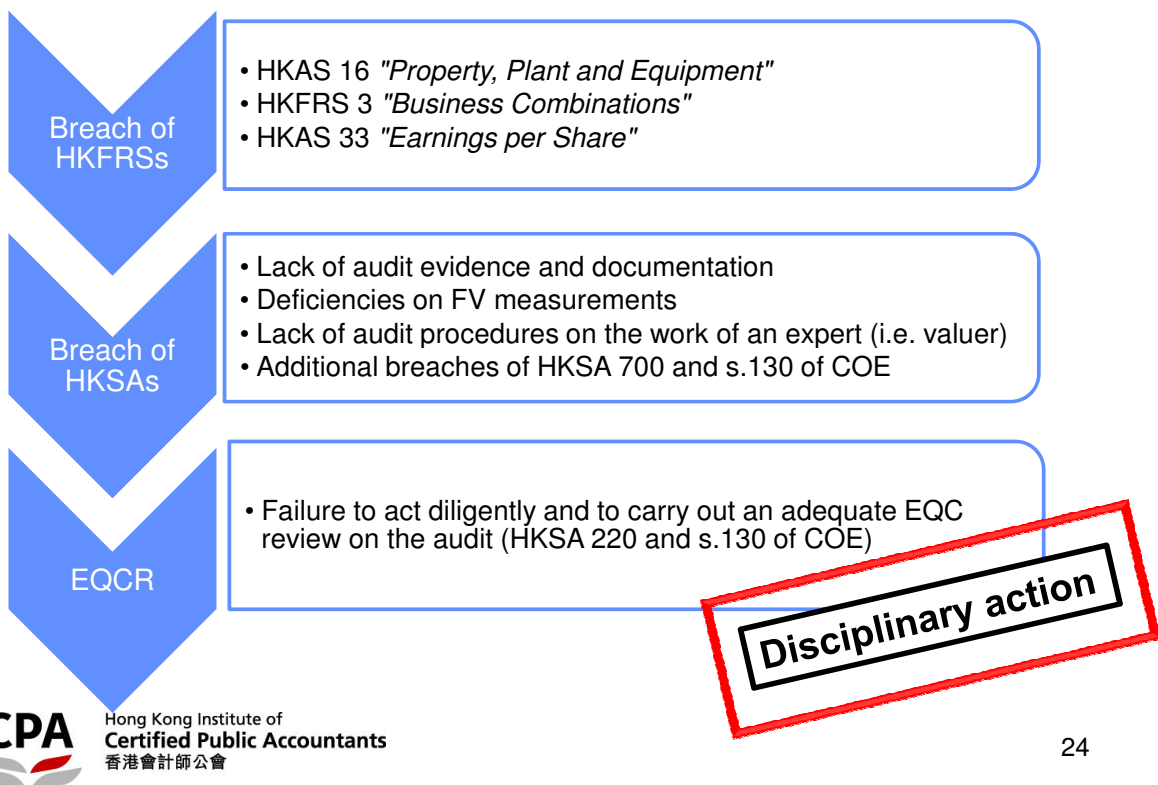 Breach of
HKFRSs
• HKAS 16 "Property, Plant and Equipment"
• HKFRS 3 "Business Combinations"
• HKAS 33 "Earnings per Share"
Breach of
HKSAs
• Lack of audit evidence and documentation
• Deficiencies on FV measurements
• Lack of audit procedures on the work of an expert (i.e. valuer)
• Additional breaches of HKSA 700 and s.130 of COE
EQCR
• Failure to act diligently and to carry out an adequate EQC
review on the audit (HKSA 220 and s.130 of COE)
Disciplinary action
CPA
Hong Kong Institute of
Certified Public Accountants
香港會計師公會
24